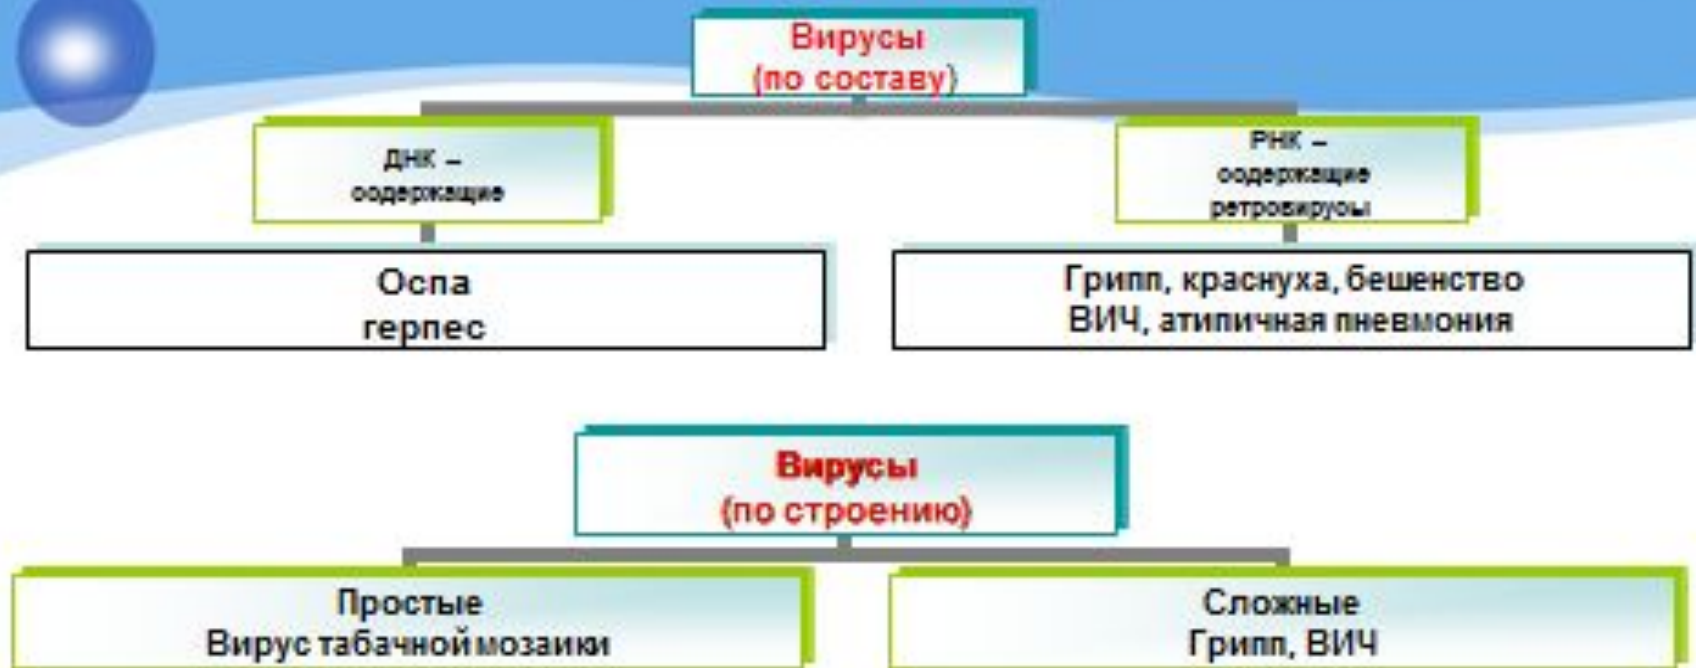 Вирусы
(по составу)
ДНК –
содержащие
РНК –
содержащие
ретровирусы
Оспа
герпес
Грипп, краснуха, бешенство
ВИЧ, атипичная пневмония
Вирусы
(по строению)
Простые
Вирус табачной мозаики
Сложные
Грипп, ВИЧ